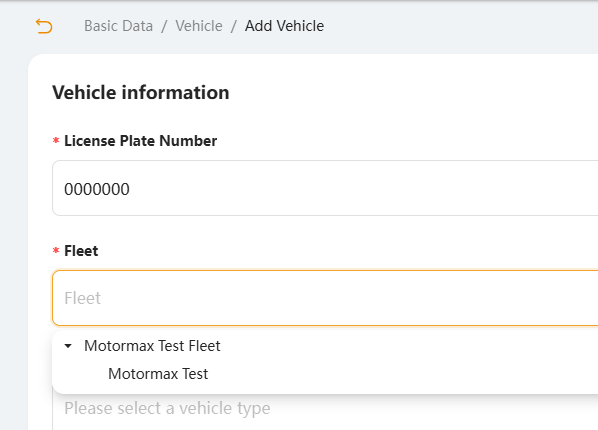 Basic Data / Vehicle / Add Vehicle
Vehicle information
* License Plate Number
0000000
* Fleet
Fleet
Motormax Test Fleet
Motormax Test
Please select a vehicle type